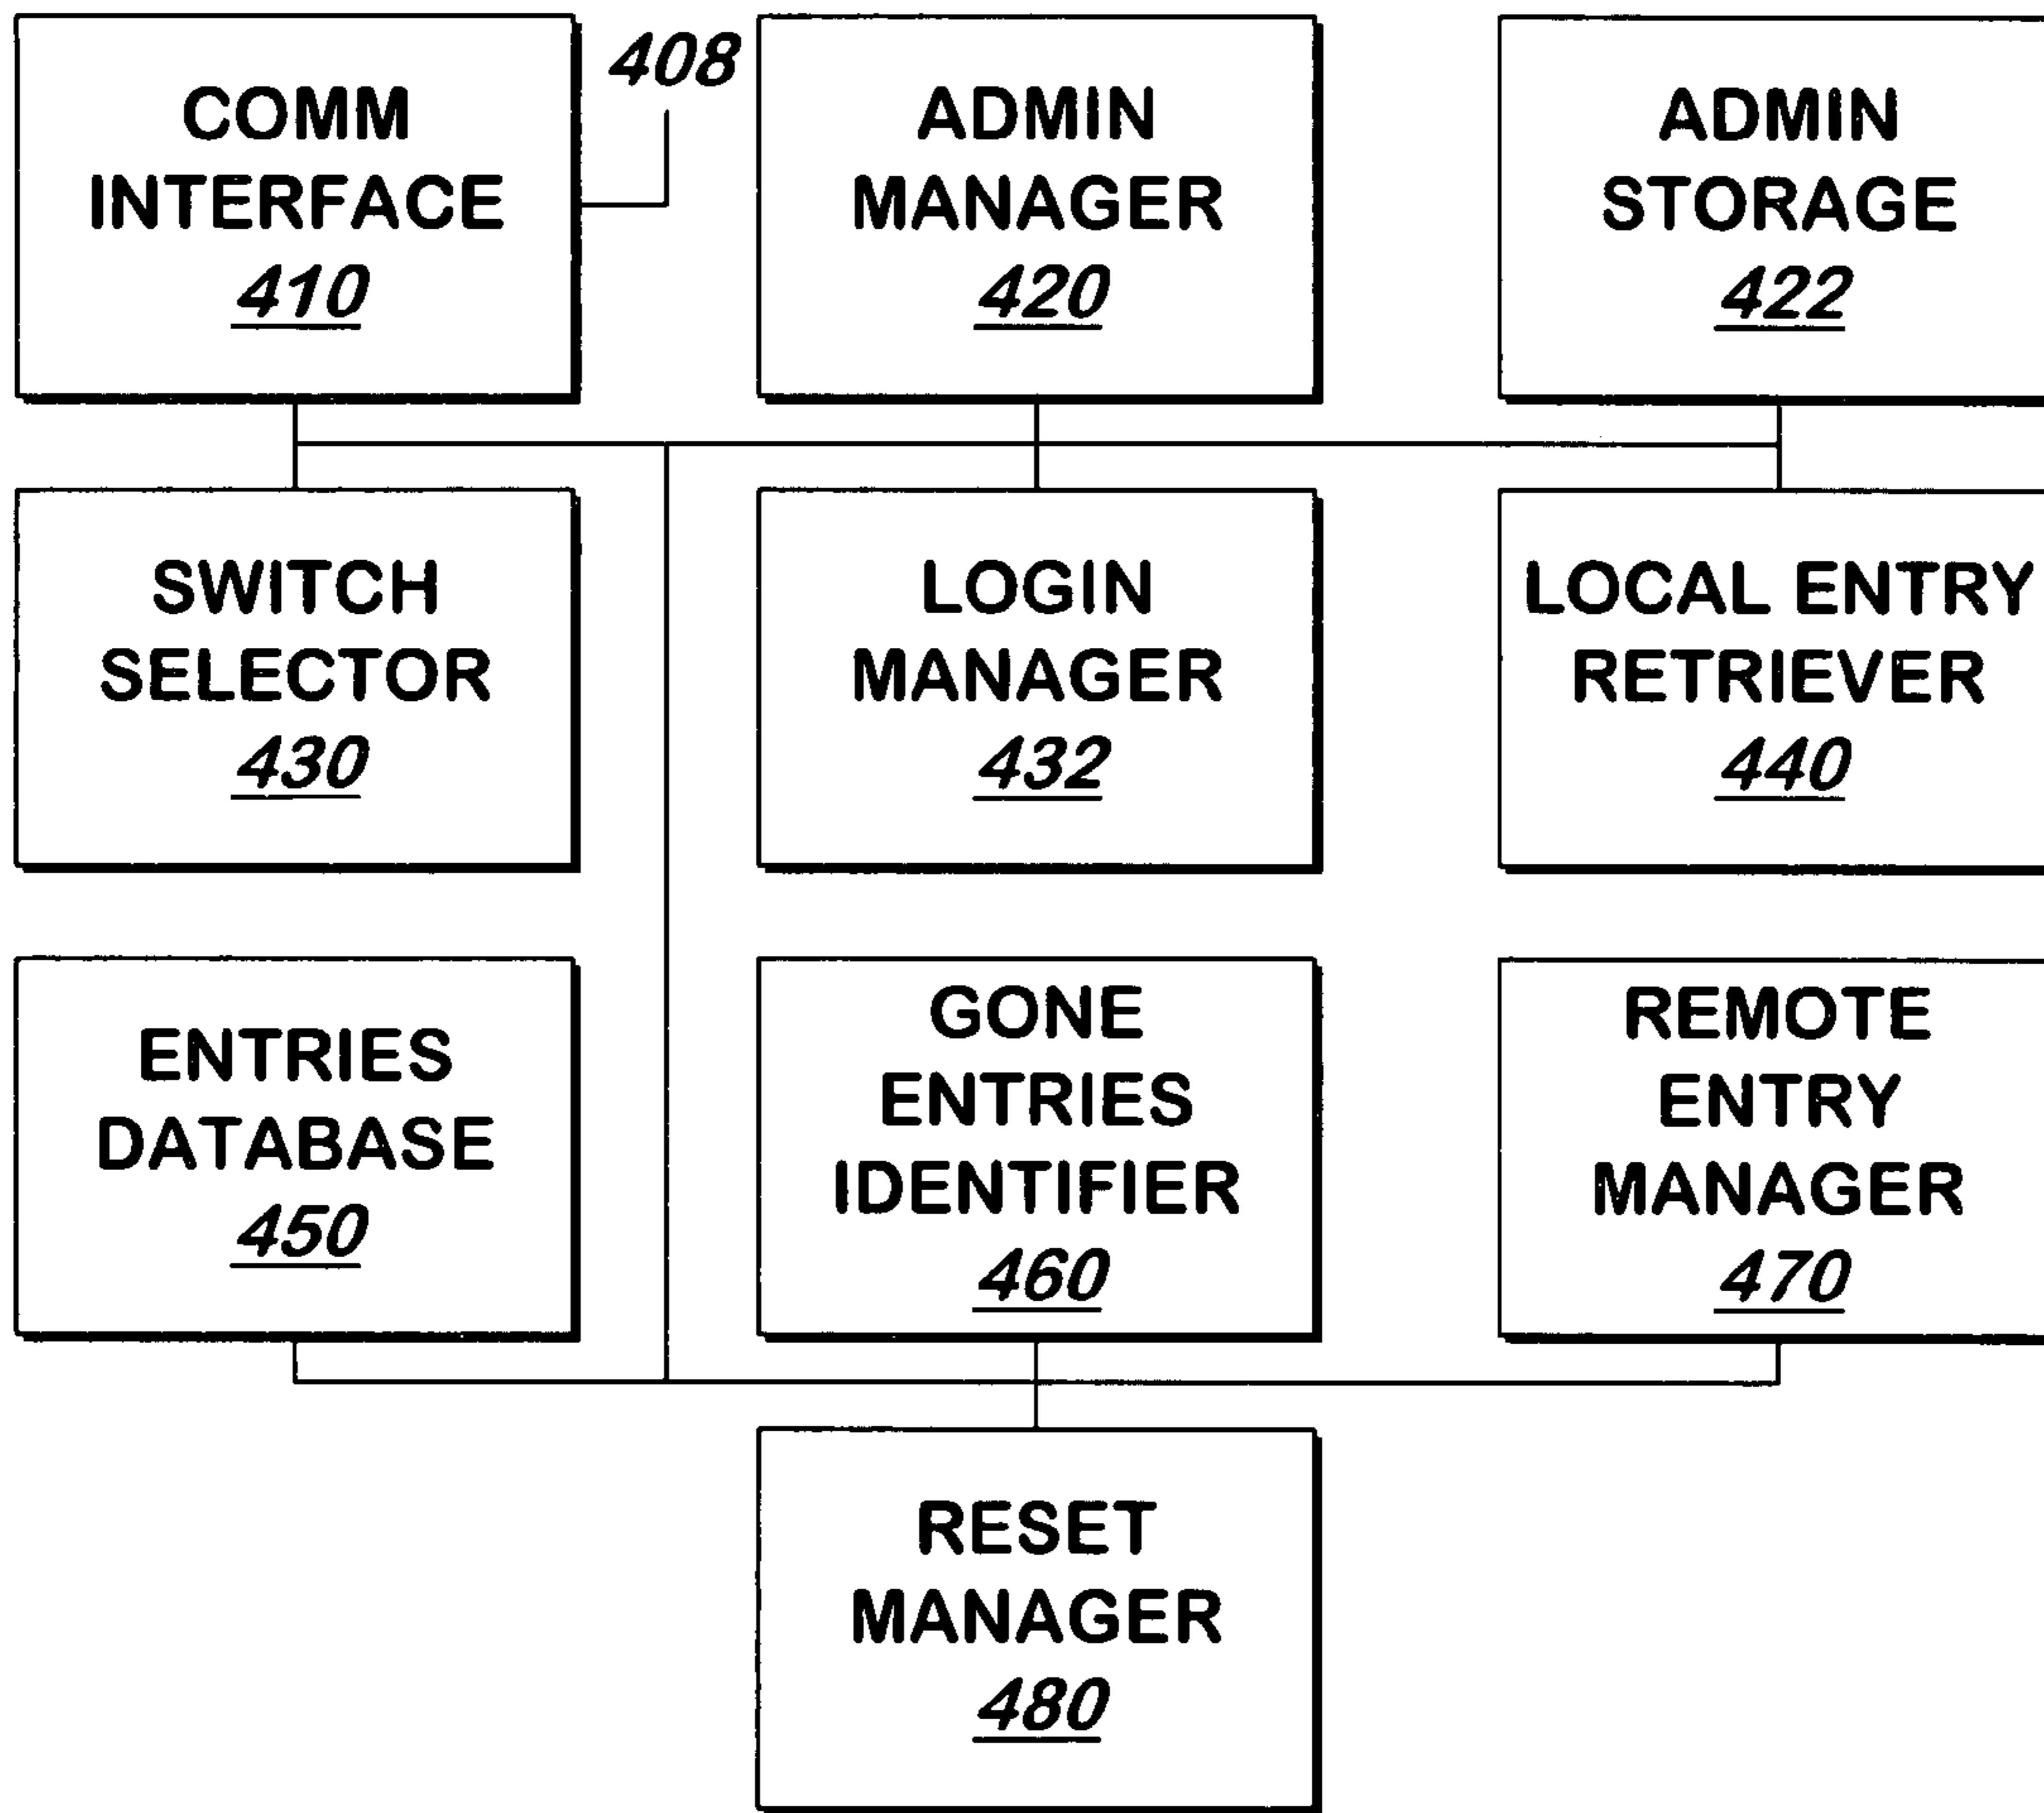 COMM
INTERFACE
410
408
ADMIN
MANAGER
420
ADMIN
STORAGE
422
SWITCH
SELECTOR
430
LOGIN
MANAGER
432
LOCAL ENTRY
RETRIEVER
440
ENTRIES
DATABASE
450
GONE
ENTRIES
IDENTIFIER
460
REMOTE
ENTRY
MANAGER
470
RESET
MANAGER
480